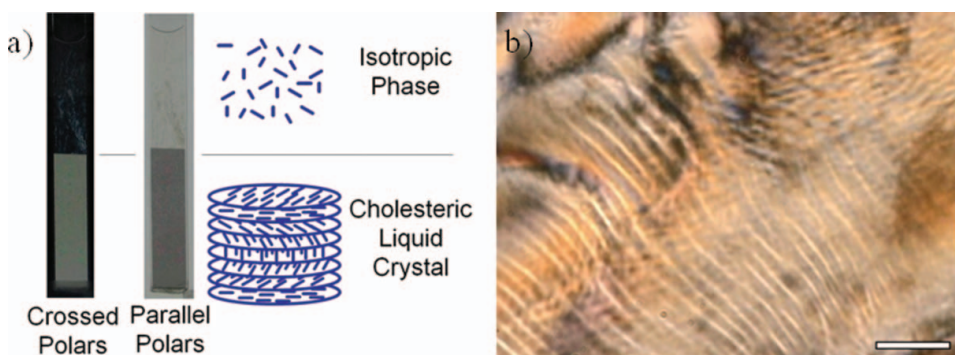 a)
Isotropic
Phase
Cholesteric
Liquid
Crystal
Crossed
Polars
Parallel
Polars
b)